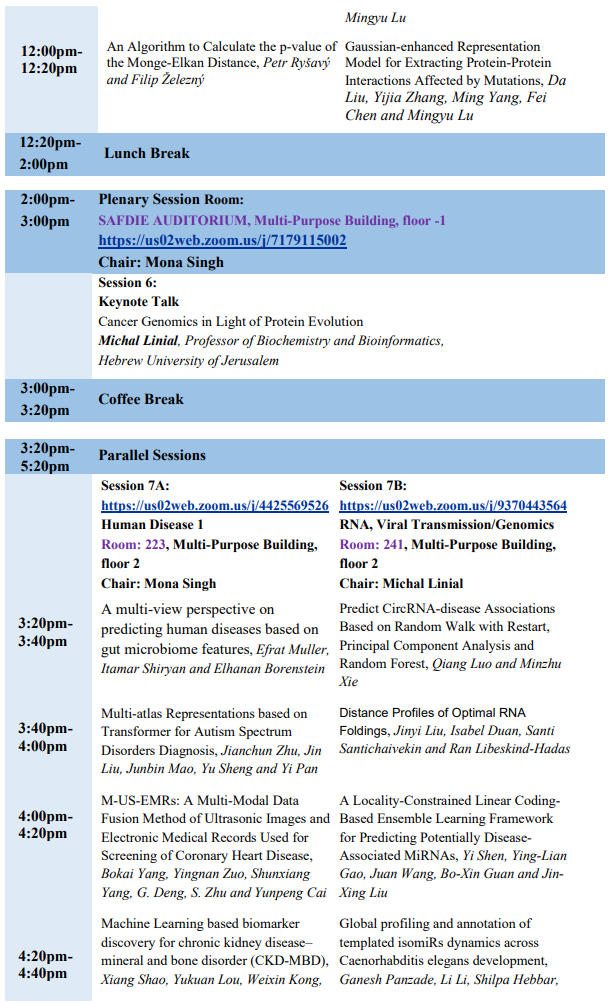 Mingyu Lu
12:00pm-
12:20pm
An Algorithm to Calculate the p-value of
the Monge-Elkan Distance, Petr Ryšavý
and Filip Železný
Gaussian-enhanced Representation
Model for Extracting Protein-Protein
Interactions Affected by Mutations, Da
Liu, Yijia Zhang, Ming Yang, Fei
Chen and Mingyu Lu
12:20pm-
2:00pm
Lunch Break
2:00pm-
3:00pm
Plenary Session Room:
SAFDIE AUDITORIUM, Multi-Purpose Building, floor -1
https://us02web.zoom.us/j/7179115002
Chair: Mona Singh
Session 6:
Keynote Talk
Cancer Genomics in Light of Protein Evolution
Michal Linial, Professor of Biochemistry and Bioinformatics,
Hebrew University of Jerusalem
3:00pm-
3:20pm
Coffee Break
3:20pm-
5:20pm
Parallel Sessions
Session 7A:
https://us02web.zoom.us/j/4425569526
Human Disease 1
Room: 223, Multi-Purpose Building,
floor 2
Chair: Mona Singh
Session 7B:
https://us02web.zoom.us/j/9370443564
RNA, Viral Transmission/Genomics
Room: 241, Multi-Purpose Building,
floor 2
Chair: Michal Linial
3:20pm-
3:40pm
A multi-view perspective on
predicting human diseases based on
gut microbiome features, Efrat Muller,
Itamar Shiryan and Elhanan Borenstein
Predict CircRNA-disease Associations
Based on Random Walk with Restart,
Principal Component Analysis and
Random Forest, Qiang Luo and Minzhu
Xie
3:40pm-
4:00pm
Multi-atlas Representations based on
Transformer for Autism Spectrum
Disorders Diagnosis, Jianchun Zhu, Jin
Liu, Junbin Mao, Yu Sheng and Yi Pan
Distance Profiles of Optimal RNA
Foldings, Jinyi Liu, Isabel Duan, Santi
Santichaivekin and Ran Libeskind-Hadas
4:00pm-
4:20pm
M-US-EMRs: A Multi-Modal Data
Fusion Method of Ultrasonic Images and
Electronic Medical Records Used for
Screening of Coronary Heart Disease,
Bokai Yang, Yingnan Zuo, Shunxiang
Yang, G. Deng, S. Zhu and Yunpeng Cai
A Locality-Constrained Linear Coding-
Based Ensemble Learning Framework
for Predicting Potentially Disease-
Associated MiRNAs, Yi Shen, Ying-Lian
Gao, Juan Wang, Bo-Xin Guan and Jin-
Xing Liu
4:20pm-
4:40pm
Machine Learning based biomarker
discovery for chronic kidney disease–
mineral and bone disorder (CKD-MBD),
Xiang Shao, Yukuan Lou, Weixin Kong,
Global profiling and annotation of
templated isomiRs dynamics across
Caenorhabditis elegans development,
Ganesh Panzade, Li Li, Shilpa Hebbar,